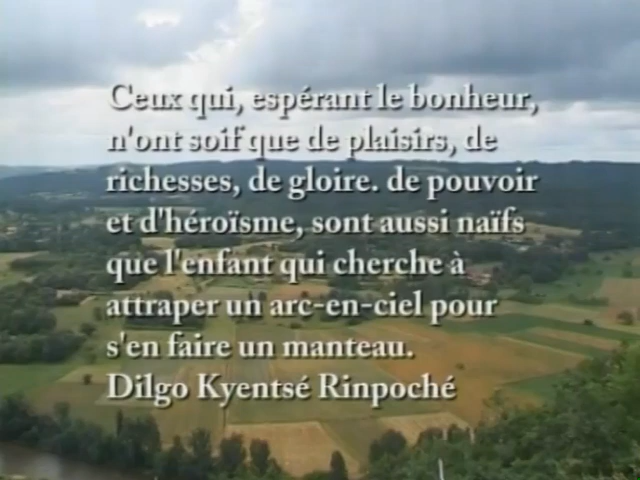 Ceux qui, espérant le bonheur,
n'ont soif que de plaisirs, de
richesses, de gloire. de pouvoir
et d'héroïsme, sont aussi naïfs
que l'enfant qui cherche à
attraper un arc-en-ciel pour
s'en faire un manteau.
Dilgo Kyentsé Rinpoché